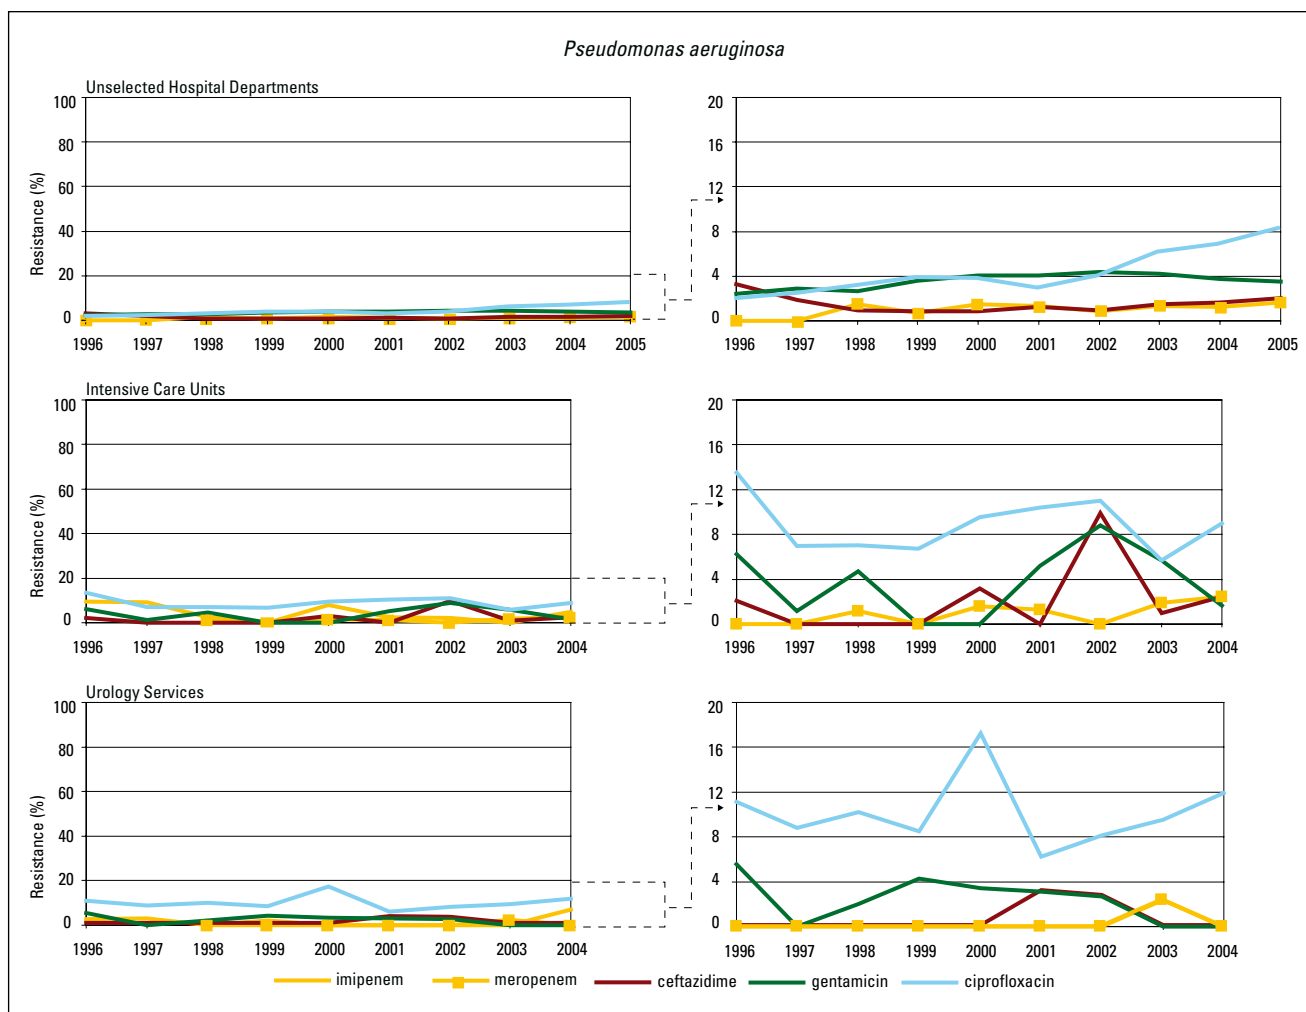 Pseudomonas aeruginosa
Unselected Hospital Departments
Resistance (%)
100
80
60
40
20
0
1996 1997 1998 1999 2000 2001 2002 2003 2004 2005
20
16
12
8
4
0
1996 1997 1998 1999 2000 2001 2002 2003 2004 2005
Intensive Care Units
Resistance (%)
100
80
60
40
20
0
1996 1997 1998 1999 2000 2001 2002 2003 2004
20
16
12
8
4
0
1996 1997 1998 1999 2000 2001 2002 2003 2004
Urology Services
Resistance (%)
100
80
60
40
20
0
1996 1997 1998 1999 2000 2001 2002 2003 2004
20
16
12
8
4
0
1996 1997 1998 1999 2000 2001 2002 2003 2004
imipenem meropenem ceftazidime gentamicin ciprofloxacin